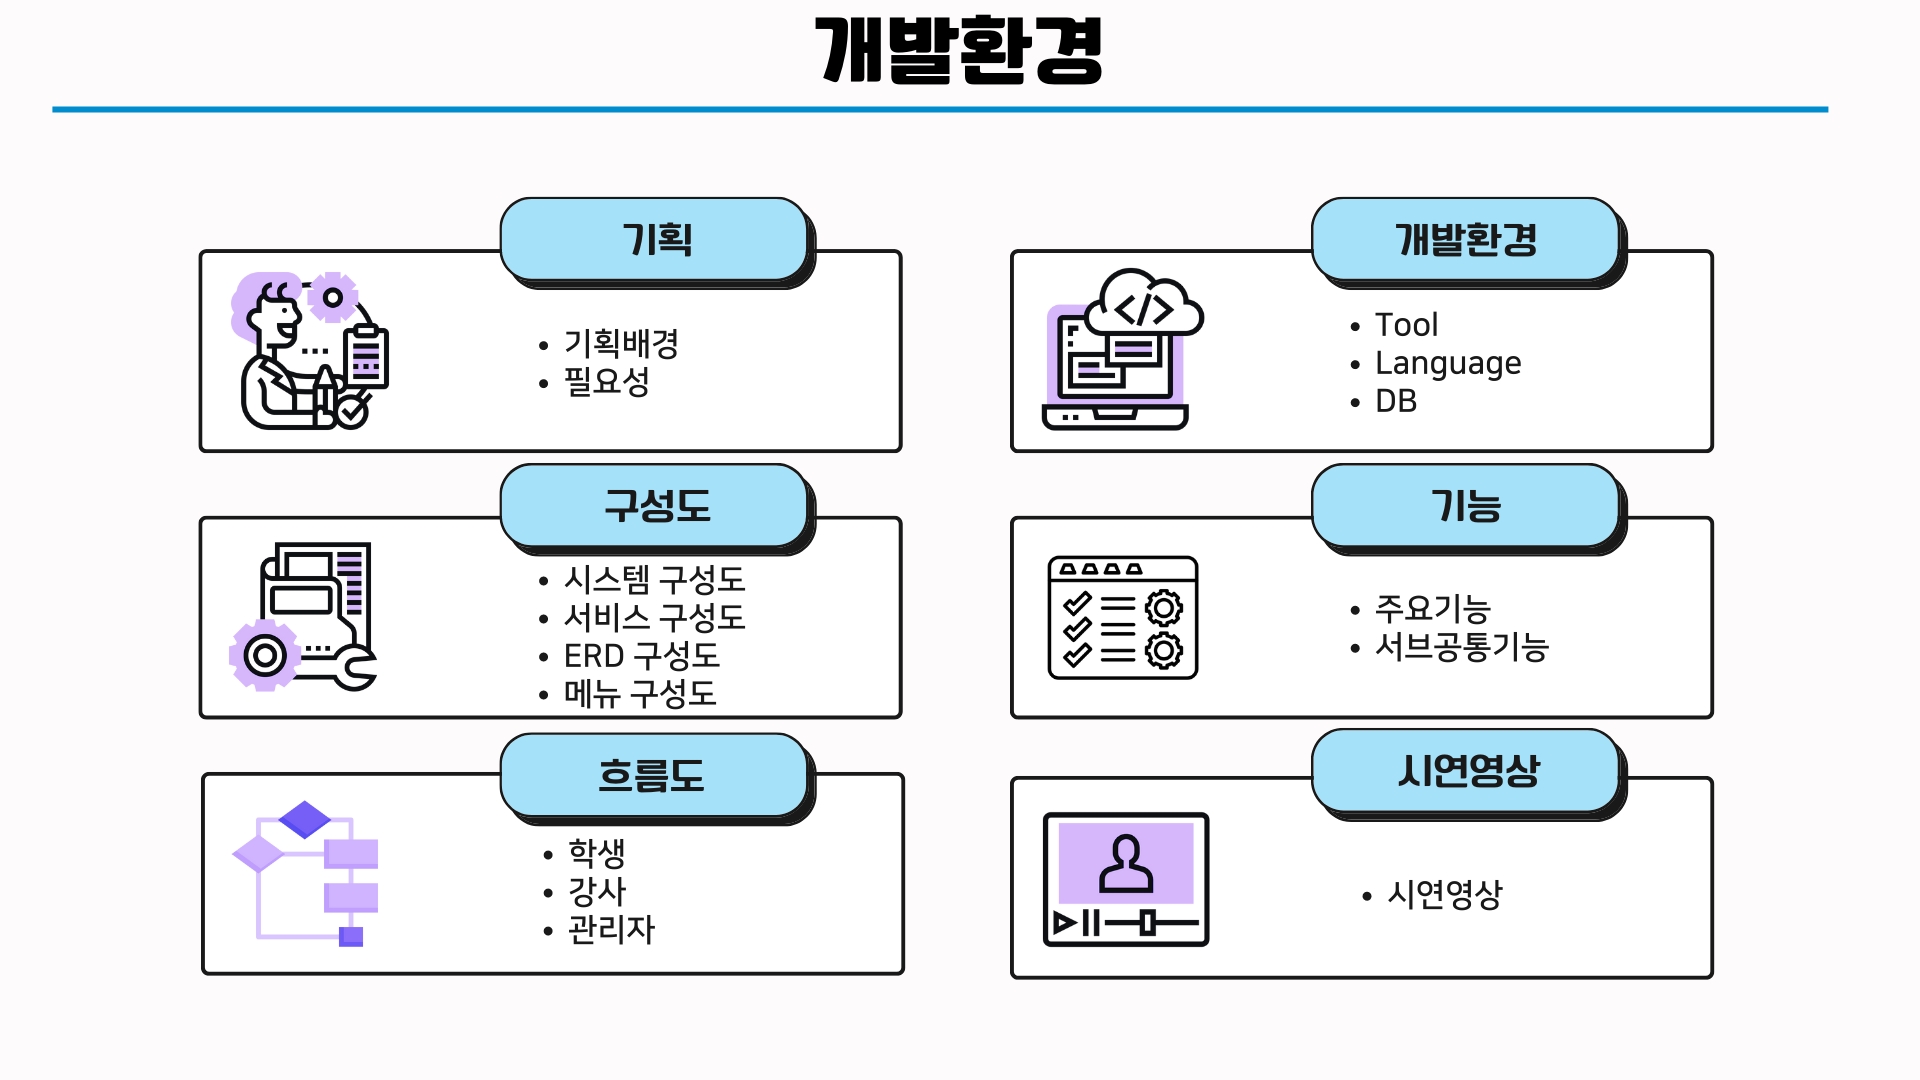 개발환경
기획
• 기획배경
• 필요성
개발환경
• Tool
• Language
• DB
구성도
• 시스템 구성도
• 서비스 구성도
• ERD 구성도
• 메뉴 구성도
기능
• 주요기능
• 서브공통기능
흐름도
• 학생
• 강사
• 관리자
시연영상
• 시연영상